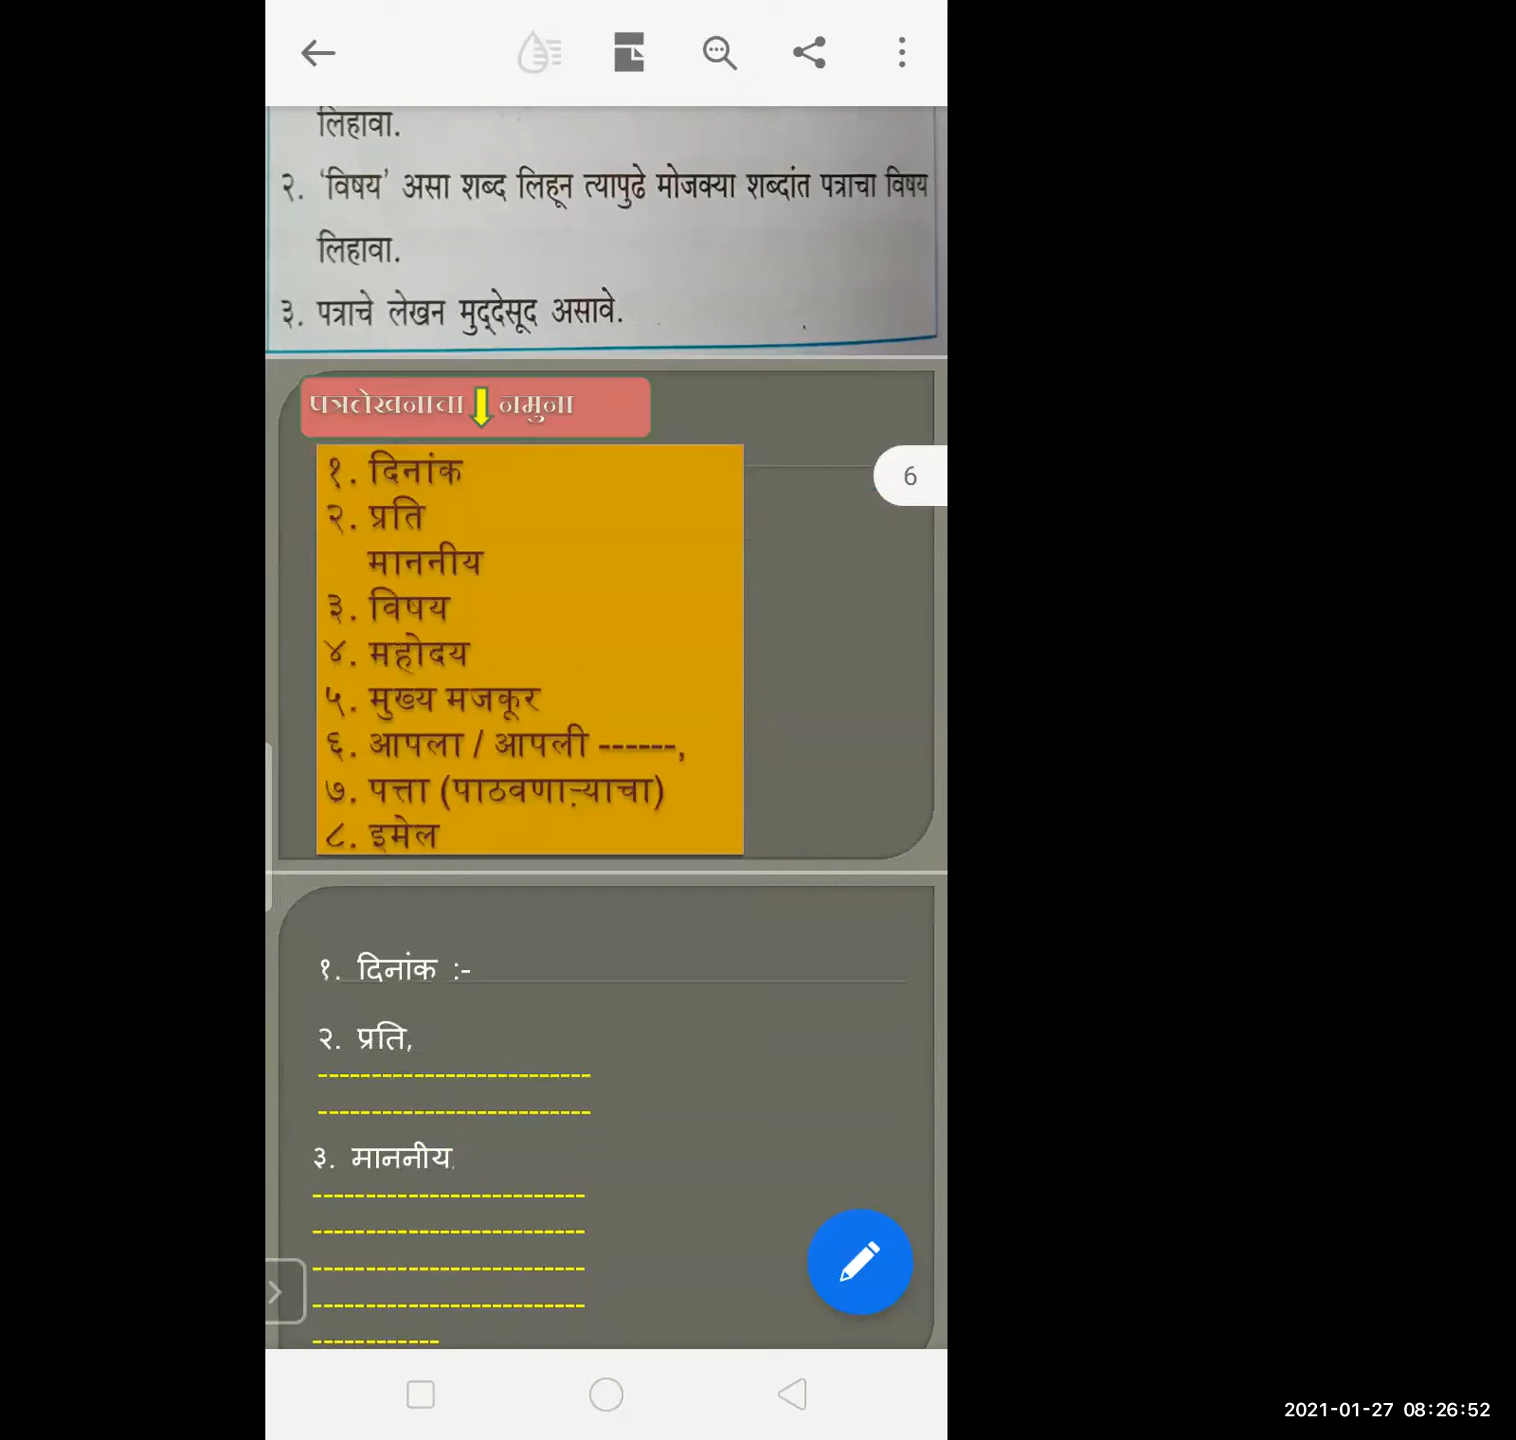 लिहावा.
२. ‘विषय’ असा शब्द लिहून त्यापुढे मोजक्या शब्दांत पत्राचा विषय
लिहावा.
३. पत्राचे लेखन मुद्‌देसूद असावे.
पत्रलेखनाचा नमुना
१. दिनांक
6
२. प्रति
माननीय
३. विषय
४. महोदय
५. मुख्य मजकूर
६. आपला / आपली ------,
७. पत्ता (पाठवणाऱ्याचा)
८. इमेल
१. दिनांक :-
२. प्रति,
-------------------------
-------------------------
३. माननीय,
-------------------------
-------------------------
-------------------------
-------------------------
------------
2021-01-27 08:26:52